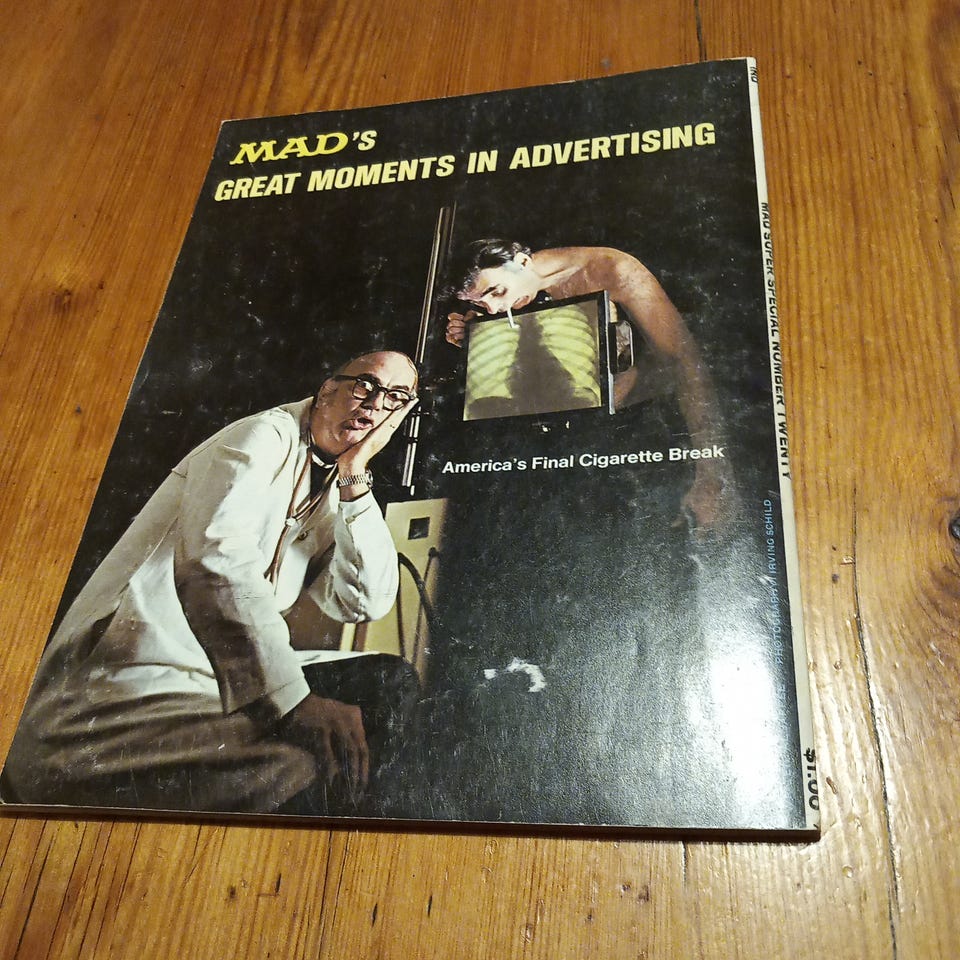 MAD'S
GREAT MOMENTS IN ADVERTISING
America's Final Cigarette Break
IND
MAD SUPER SPECIAL NUMBER TWENTY
PHOTOGRAPHY: IRVING SCHILD
$1.00